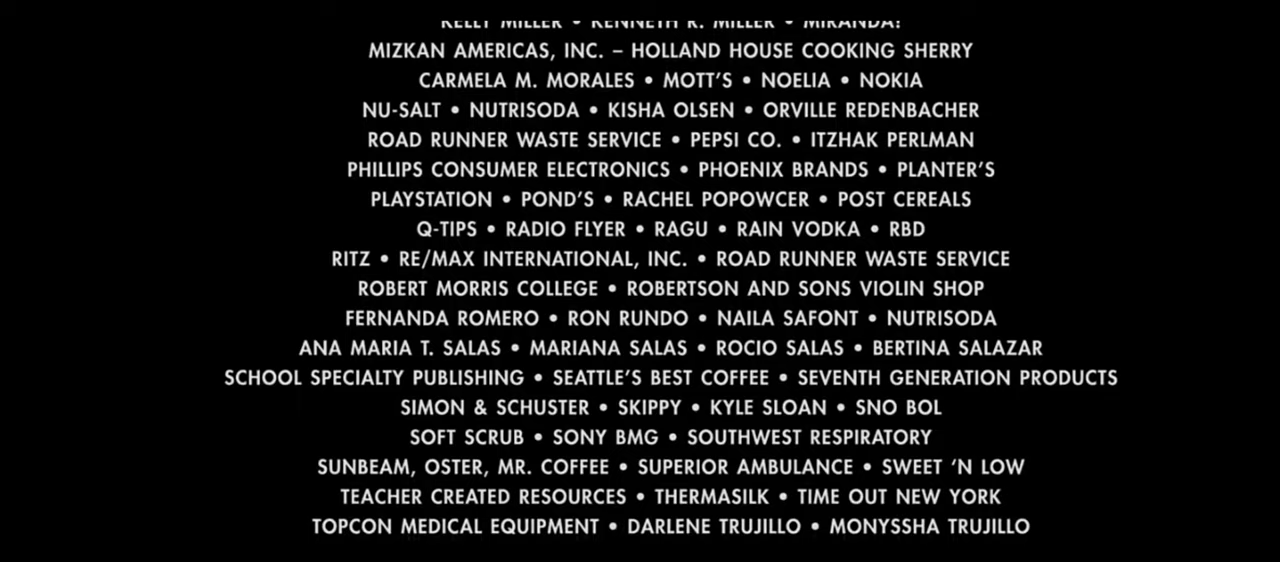 KELLY MILLER • KENNETH R. MILLER • MIRANDA!
MIZKAN AMERICAS, INC. – HOLLAND HOUSE COOKING SHERRY
CARMELA M. MORALES • MOTT'S • NOELIA • NOKIA
NU-SALT • NUTRISODA • KISHA OLSEN • ORVILLE REDENBACHER
ROAD RUNNER WASTE SERVICE • PEPSI CO. • ITZHAK PERLMAN
PHILLIPS CONSUMER ELECTRONICS • PHOENIX BRANDS • PLANTER'S
PLAYSTATION • POND'S • RACHEL POPOWCER • POST CEREALS
Q-TIPS • RADIO FLYER • RAGU • RAIN VODKA • RBD
RITZ • RE/MAX INTERNATIONAL, INC. • ROAD RUNNER WASTE SERVICE
ROBERT MORRIS COLLEGE • ROBERTSON AND SONS VIOLIN SHOP
FERNANDA ROMERO • RON RUNDO • NAILA SAFONT • NUTRISODA
ANA MARIA T. SALAS • MARIANA SALAS • ROCIO SALAS • BERTINA SALAZAR
SCHOOL SPECIALTY PUBLISHING • SEATTLE'S BEST COFFEE • SEVENTH GENERATION PRODUCTS
SIMON & SCHUSTER • SKIPPY • KYLE SLOAN • SNO BOL
SOFT SCRUB • SONY BMG • SOUTHWEST RESPIRATORY
SUNBEAM, OSTER, MR. COFFEE • SUPERIOR AMBULANCE • SWEET 'N LOW
TEACHER CREATED RESOURCES • THERMASILK • TIME OUT NEW YORK
TOPCON MEDICAL EQUIPMENT • DARLENE TRUJILLO • MONYSSHA TRUJILLO